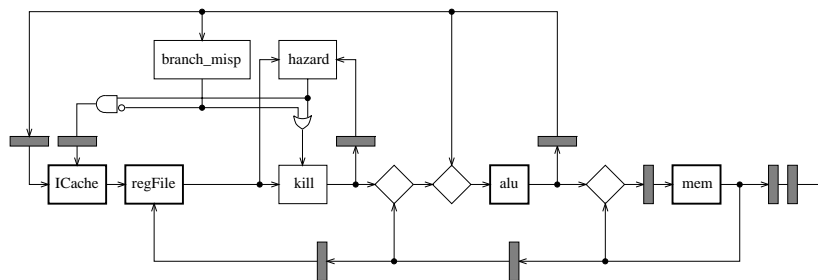 branch_misp
hazard
ICache
regFile
kill
alu
mem